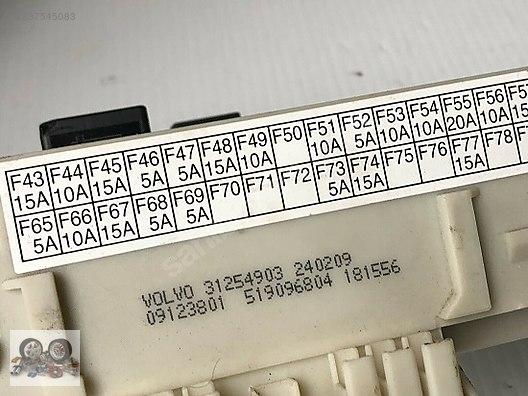 F43 F44 F45 F46 F47 F48 F49 F50 F51 F52 F53 F54 F55 F56
15A 10A 15A 5A 5A 15A 10A 10A 5A 10A 10A 20A 10A
F65 F66 F67 F68 F69 F70 F71 F72 F73 F74 F75 F76 F77 F78
5A 10A 15A 5A 5A 5A 15A 15A
VOLVO 31254903 240209
09123801 519096804 181556